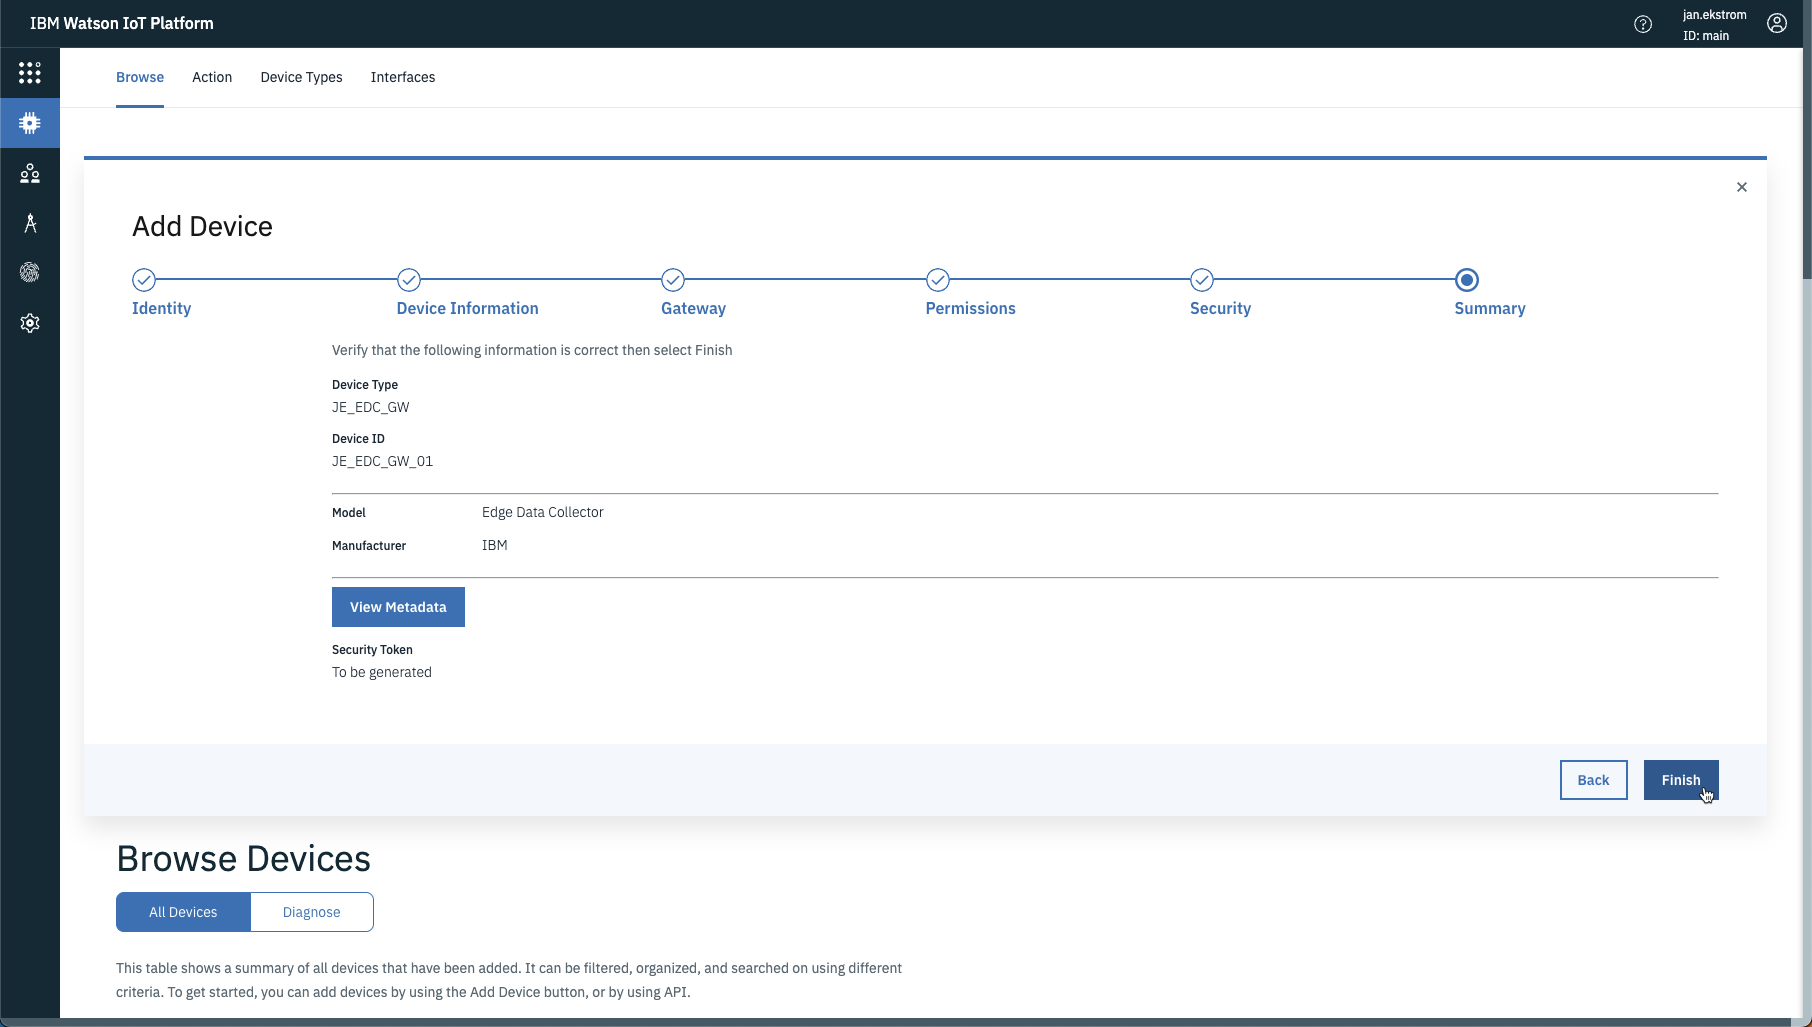 IBM Watson IoT Platform
jan.ekstrom
ID: main
Browse
Action
Device Types
Interfaces
Add Device
Identity
Device Information
Gateway
Permissions
Security
Summary
Verify that the following information is correct then select Finish
Device Type
JE_EDC_GW
Device ID
JE_EDC_GW_01
Model
Edge Data Collector
Manufacturer
IBM
View Metadata
Security Token
To be generated
Back
Finish
Browse Devices
All Devices
Diagnose
This table shows a summary of all devices that have been added. It can be filtered, organized, and searched on using different
criteria. To get started, you can add devices by using the Add Device button, or by using API.